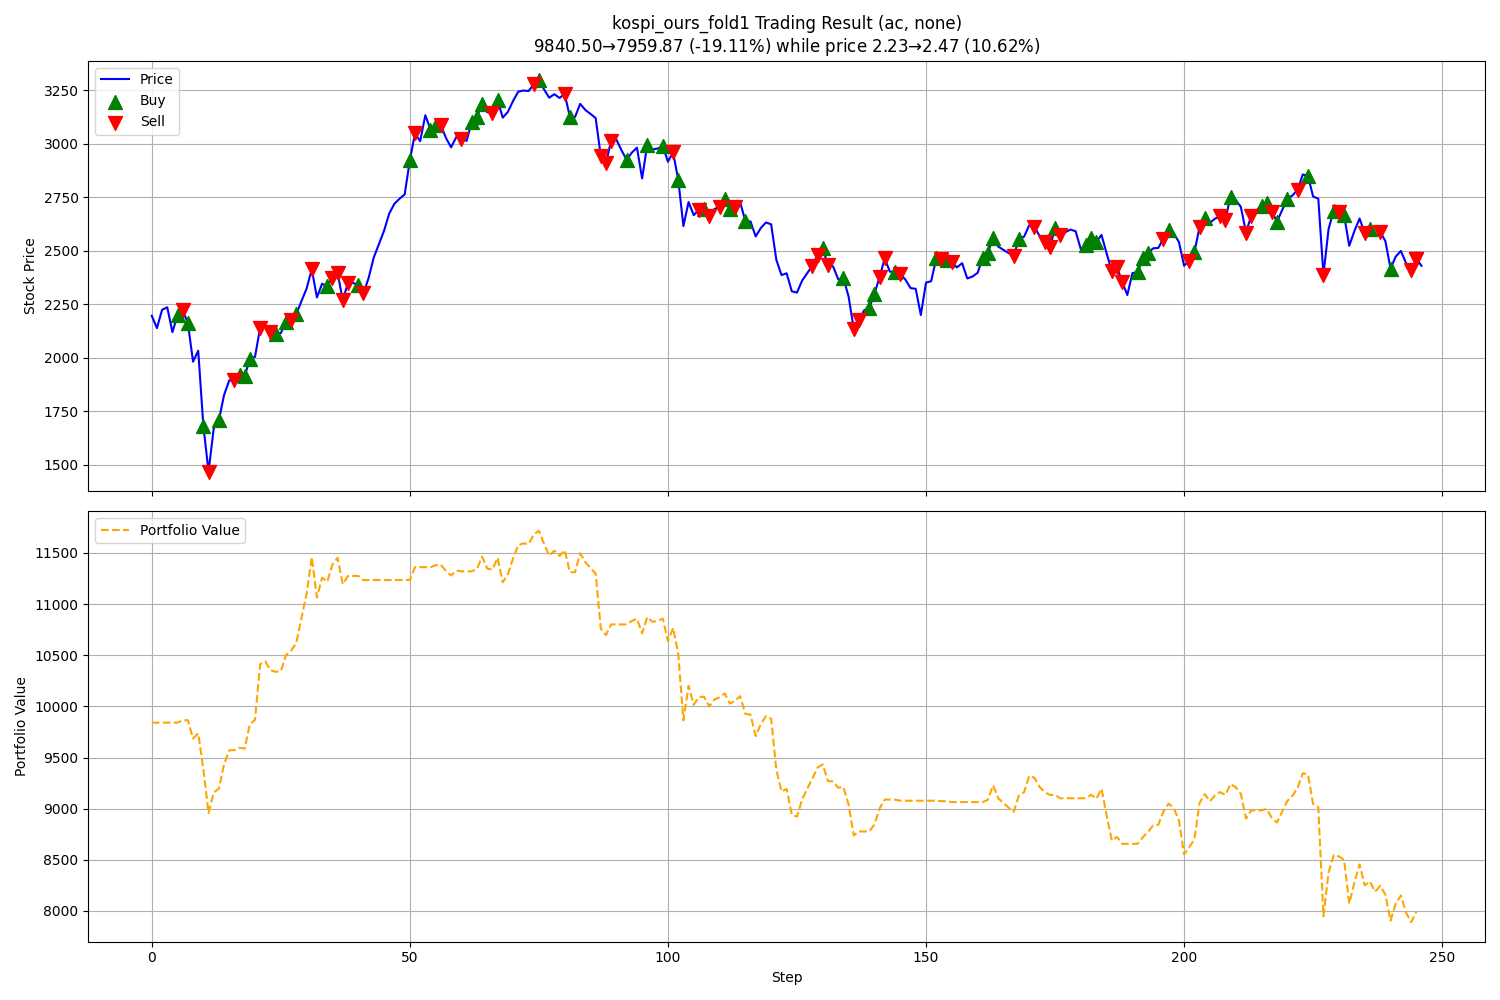 kospi_ours_fold1 Trading Result (ac, none)
9840.50→7959.87 (-19.11%) while price 2.23→2.47 (10.62%)
Price
Buy
Sell
Stock Price
3250
3000
2750
2500
2250
2000
1750
1500
Portfolio Value
Portfolio Value
11500
11000
10500
10000
9500
9000
8500
8000
0
50
100
150
200
250
Step